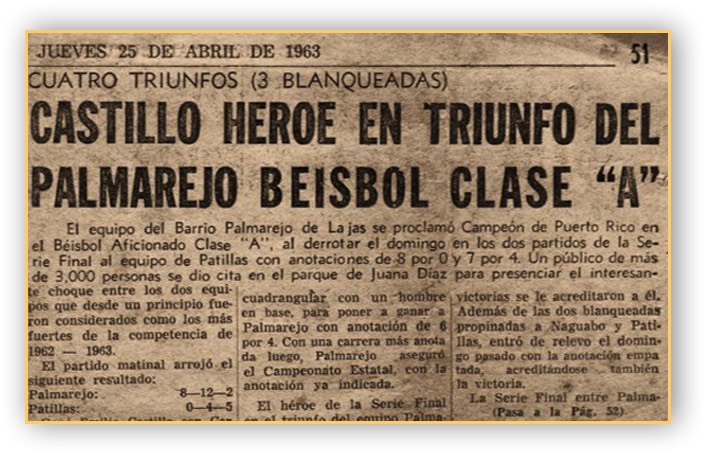 JUEVES 25 DE ABRIL DE 1963
51
CUATRO TRIUNFOS (3 BLANQUEADAS)
CASTILLO HEROE EN TRIUNFO DEL
PALMAREJO BEISBOL CLASE “A”
El equipo del Barrio Palmarejo de Lajas se proclamó Campeón de Puerto Rico en
el Béisbol Aficionado Clase “A”, al derrotar el domingo en los dos partidos de la Se-
rie Final al equipo de Patillas con anotaciones de 8 por 0 y 7 por 4. Un público de más
de 3,000 personas se dio cita en el parque de Juana Díaz para presenciar el interesan-
te choque entre los dos equi-
pos que desde un principio fue-
ron considerados como los más
fuertes de la competencia de
1962 — 1963.
El partido matinal arrojó el
siguiente resultado:
Palmarejo: 8—12—2
Patillas: 0—4—5
cuadrangular con un hombre
en base, para poner a ganar a
Palmarejo con anotación de 6
por 4. Con una carrera más anota
da luego, Palmarejo aseguró
el Campeonato Estatal, con la
anotación ya indicada.
El héroe de la Serie Final
en el triunfo del equipo Palma-
victorias se le acreditaron a él.
Además de las dos blanqueadas
propinadas a Naguabo y Pati-
llas, entró de relevo el domin-
go pasado con la anotación empa
tada, acreditándose también
la victoria.
La Serie Final entre Palma-
(Pasa a la Pág. 52)